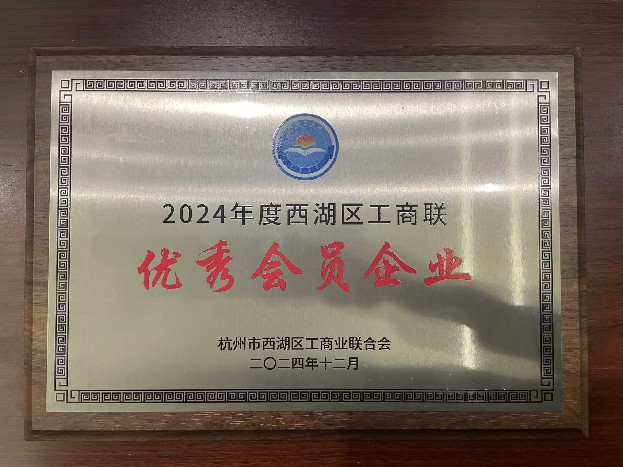 2024年度西湖区工商联
优秀会员企业
杭州市西湖区工商业联合会
二〇二四年十二月